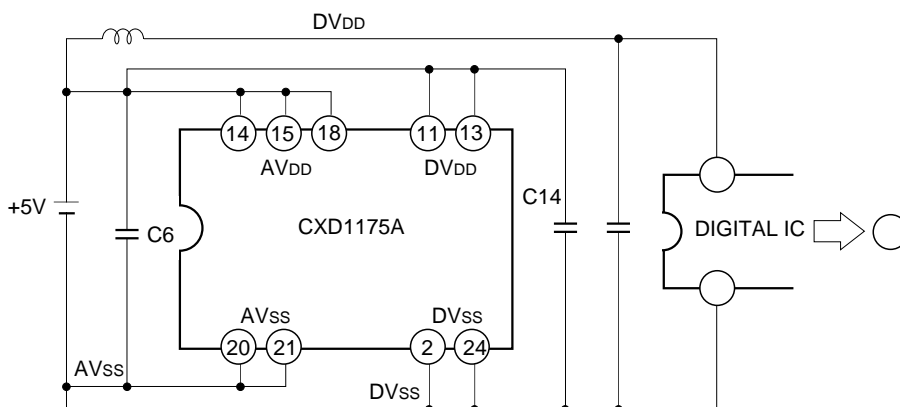 DVDD
14 15 18 11 13
AVDD DVDD
+5V C6 CXD1175A C14 DIGITAL IC
AVSS DVSS
20 21 2 24
AVSS
DVSS